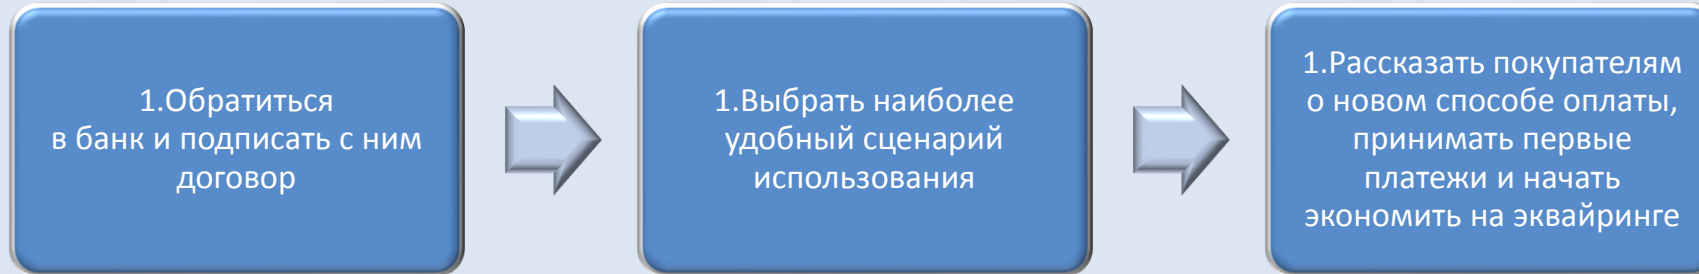 1.Обратиться
в банк и подписать с ним
договор
1.Выбрать наиболее
удобный сценарий
использования
1.Рассказать покупателям
о новом способе оплаты,
принимать первые
платежи и начать
экономить на эквайринге